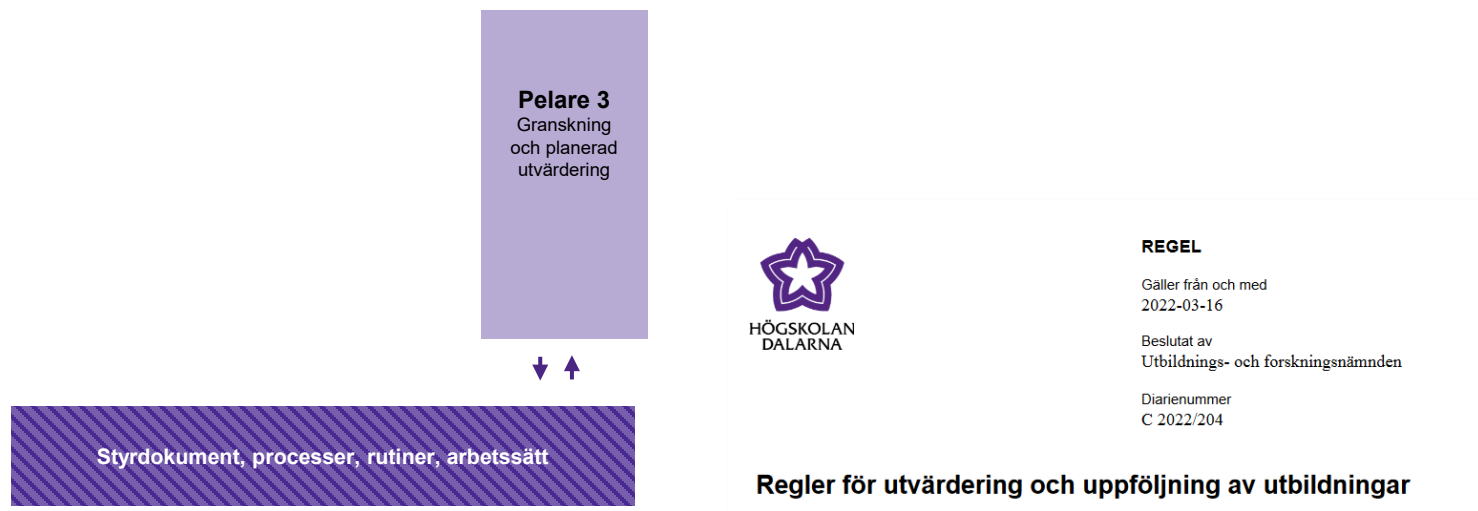 Pelare 3
Granskning
och planerad
utvärdering
Styrdokument, processer, rutiner, arbetssätt
HÖGSKOLAN
DALARNA
REGEL
Gäller från och med
2022-03-16
Beslutat av
Utbildnings- och forskningsnämnden
Diarienummer
C 2022/204
Regler för utvärdering och uppföljning av utbildningar